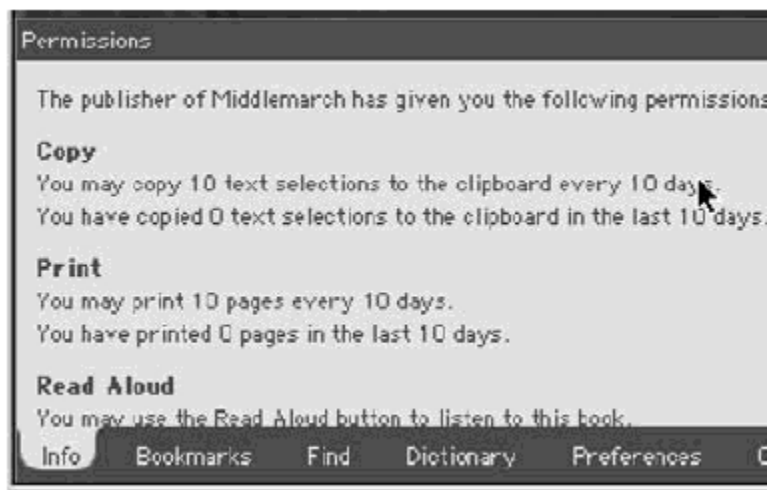 Permissions
The publisher of Middlemarch has given you the following permissions
Copy
You may copy 10 text selections to the clipboard every 10 days.
You have copied 0 text selections to the clipboard in the last 10 days.
Print
You may print 10 pages every 10 days.
You have printed 0 pages in the last 10 days.
Read Aloud
You may use the Read Aloud button to listen to this book.
Info Bookmarks Find Dictionary Preferences